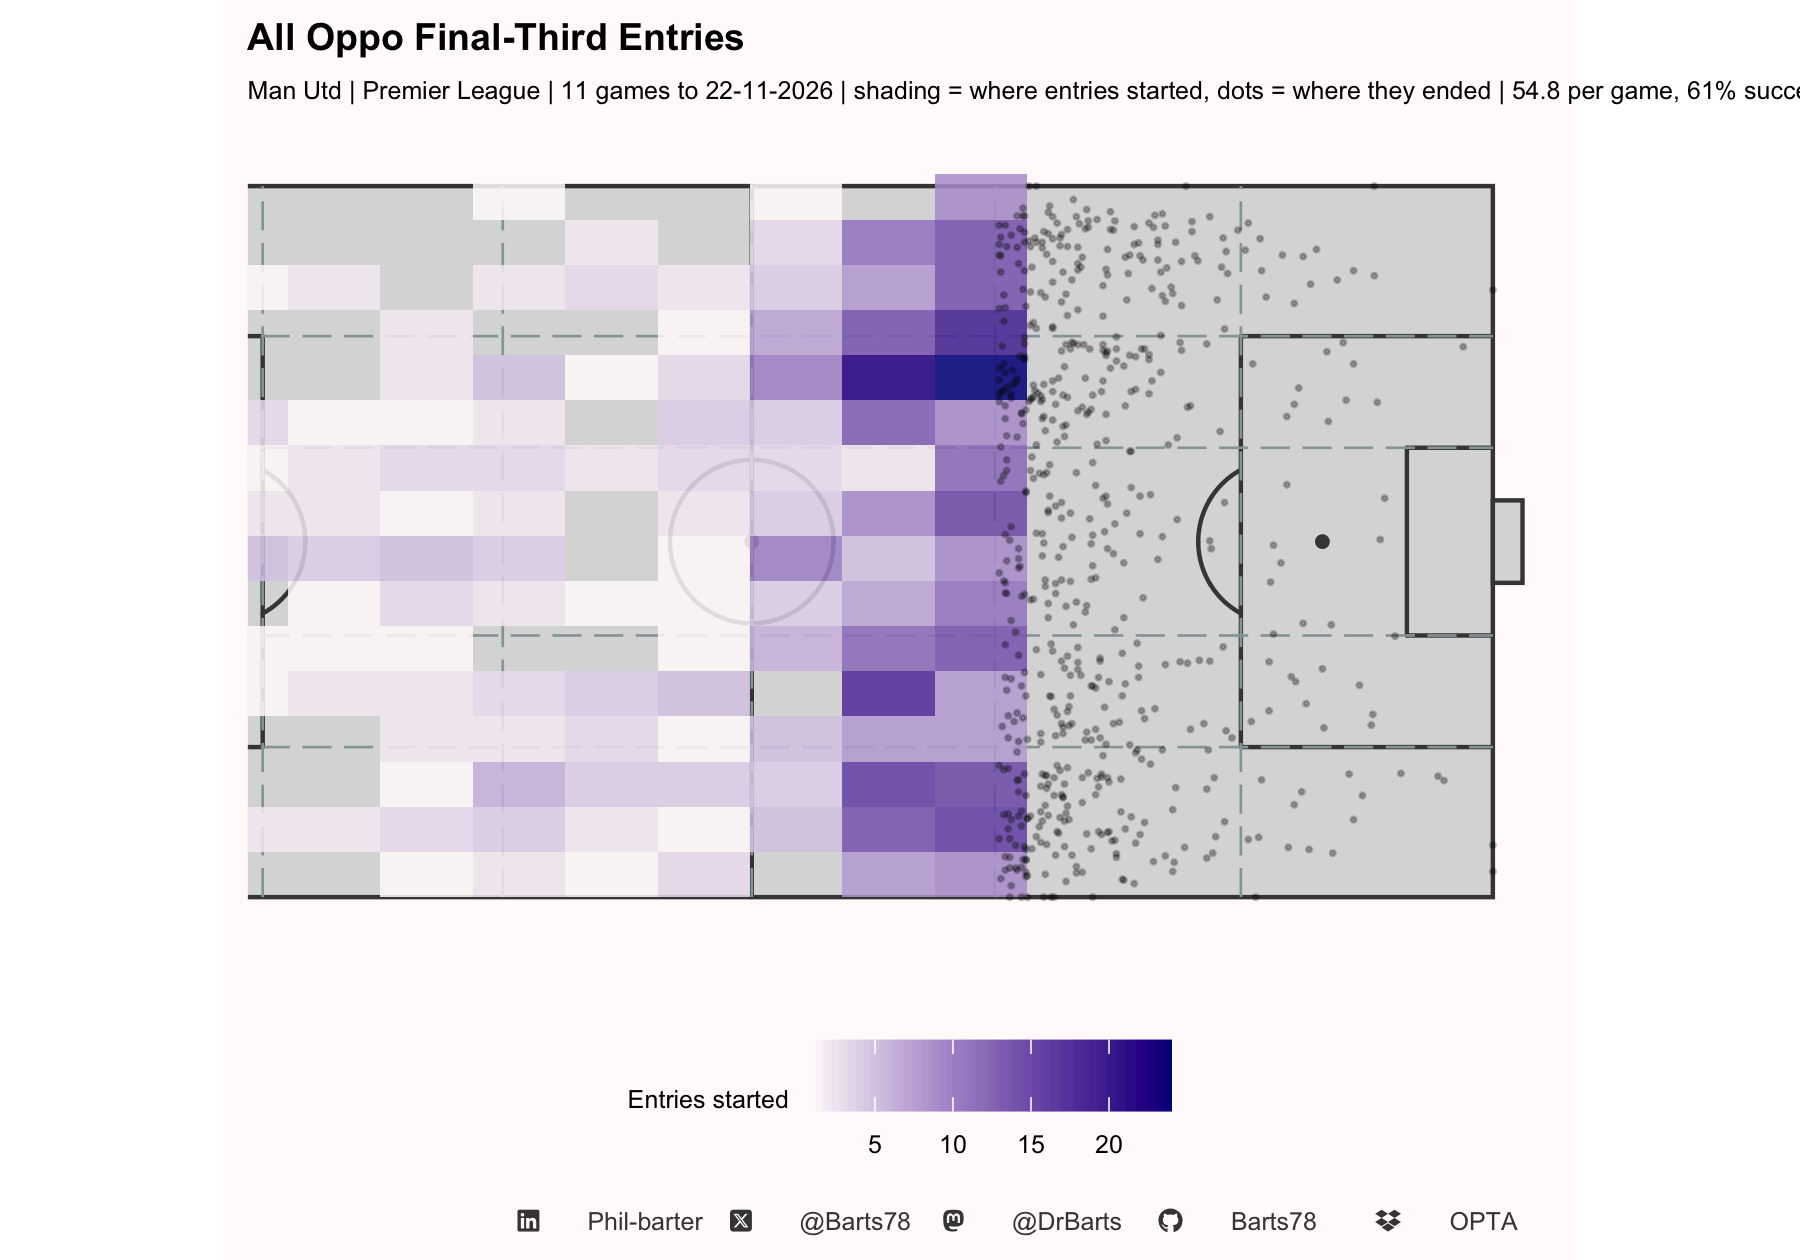 All Oppo Final-Third Entries
Man Utd | Premier League | 11 games to 22-11-2026 | shading = where entries started, dots = where they ended | 54.8 per game, 61%
Entries started
5 10 15 20
Phil-barter @Barts78 @DrBarts Barts78 OPTA